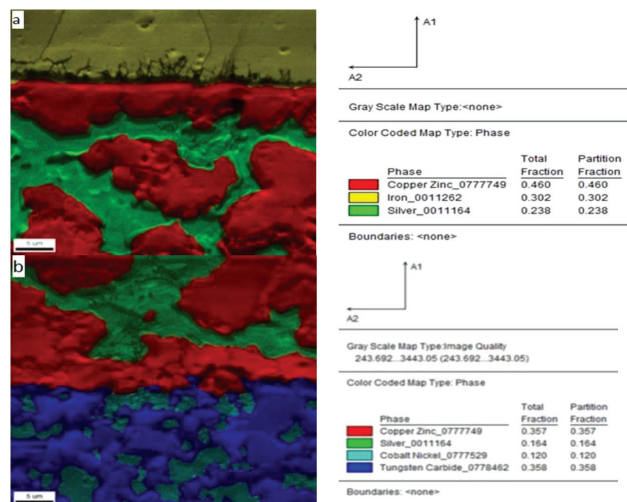 a
A1
A2
Gray Scale Map Type:<none>
Color Coded Map Type: Phase
Total Partition
Phase Fraction Fraction
Copper Zinc_0777749 0.460 0.460
Iron_0011262 0.302 0.302
Silver_0011164 0.238 0.238
Boundaries: <none>
5 um
b
A1
A2
Gray Scale Map Type:Image Quality
243.692...3443.05 (243.692...3443.05)
Color Coded Map Type: Phase
Total Partition
Phase Fraction Fraction
Copper Zinc_0777749 0.357 0.357
Silver_0011164 0.164 0.164
Cobalt Nickel_0777529 0.120 0.120
Tungsten Carbide_0778462 0.358 0.358
Boundaries: <none>
5 um